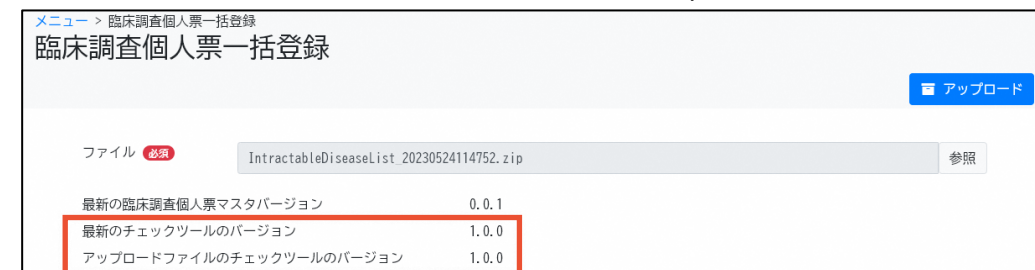 メニュー > 臨床調査個人票一括登録
臨床調査個人票一括登録
アップロード
ファイル 必須 IntractableDiseaseList_20230524114752.zip 参照
最新の臨床調査個人票マスタバージョン 0.0.1
最新のチェックツールのバージョン 1.0.0
アップロードファイルのチェックツールのバージョン 1.0.0